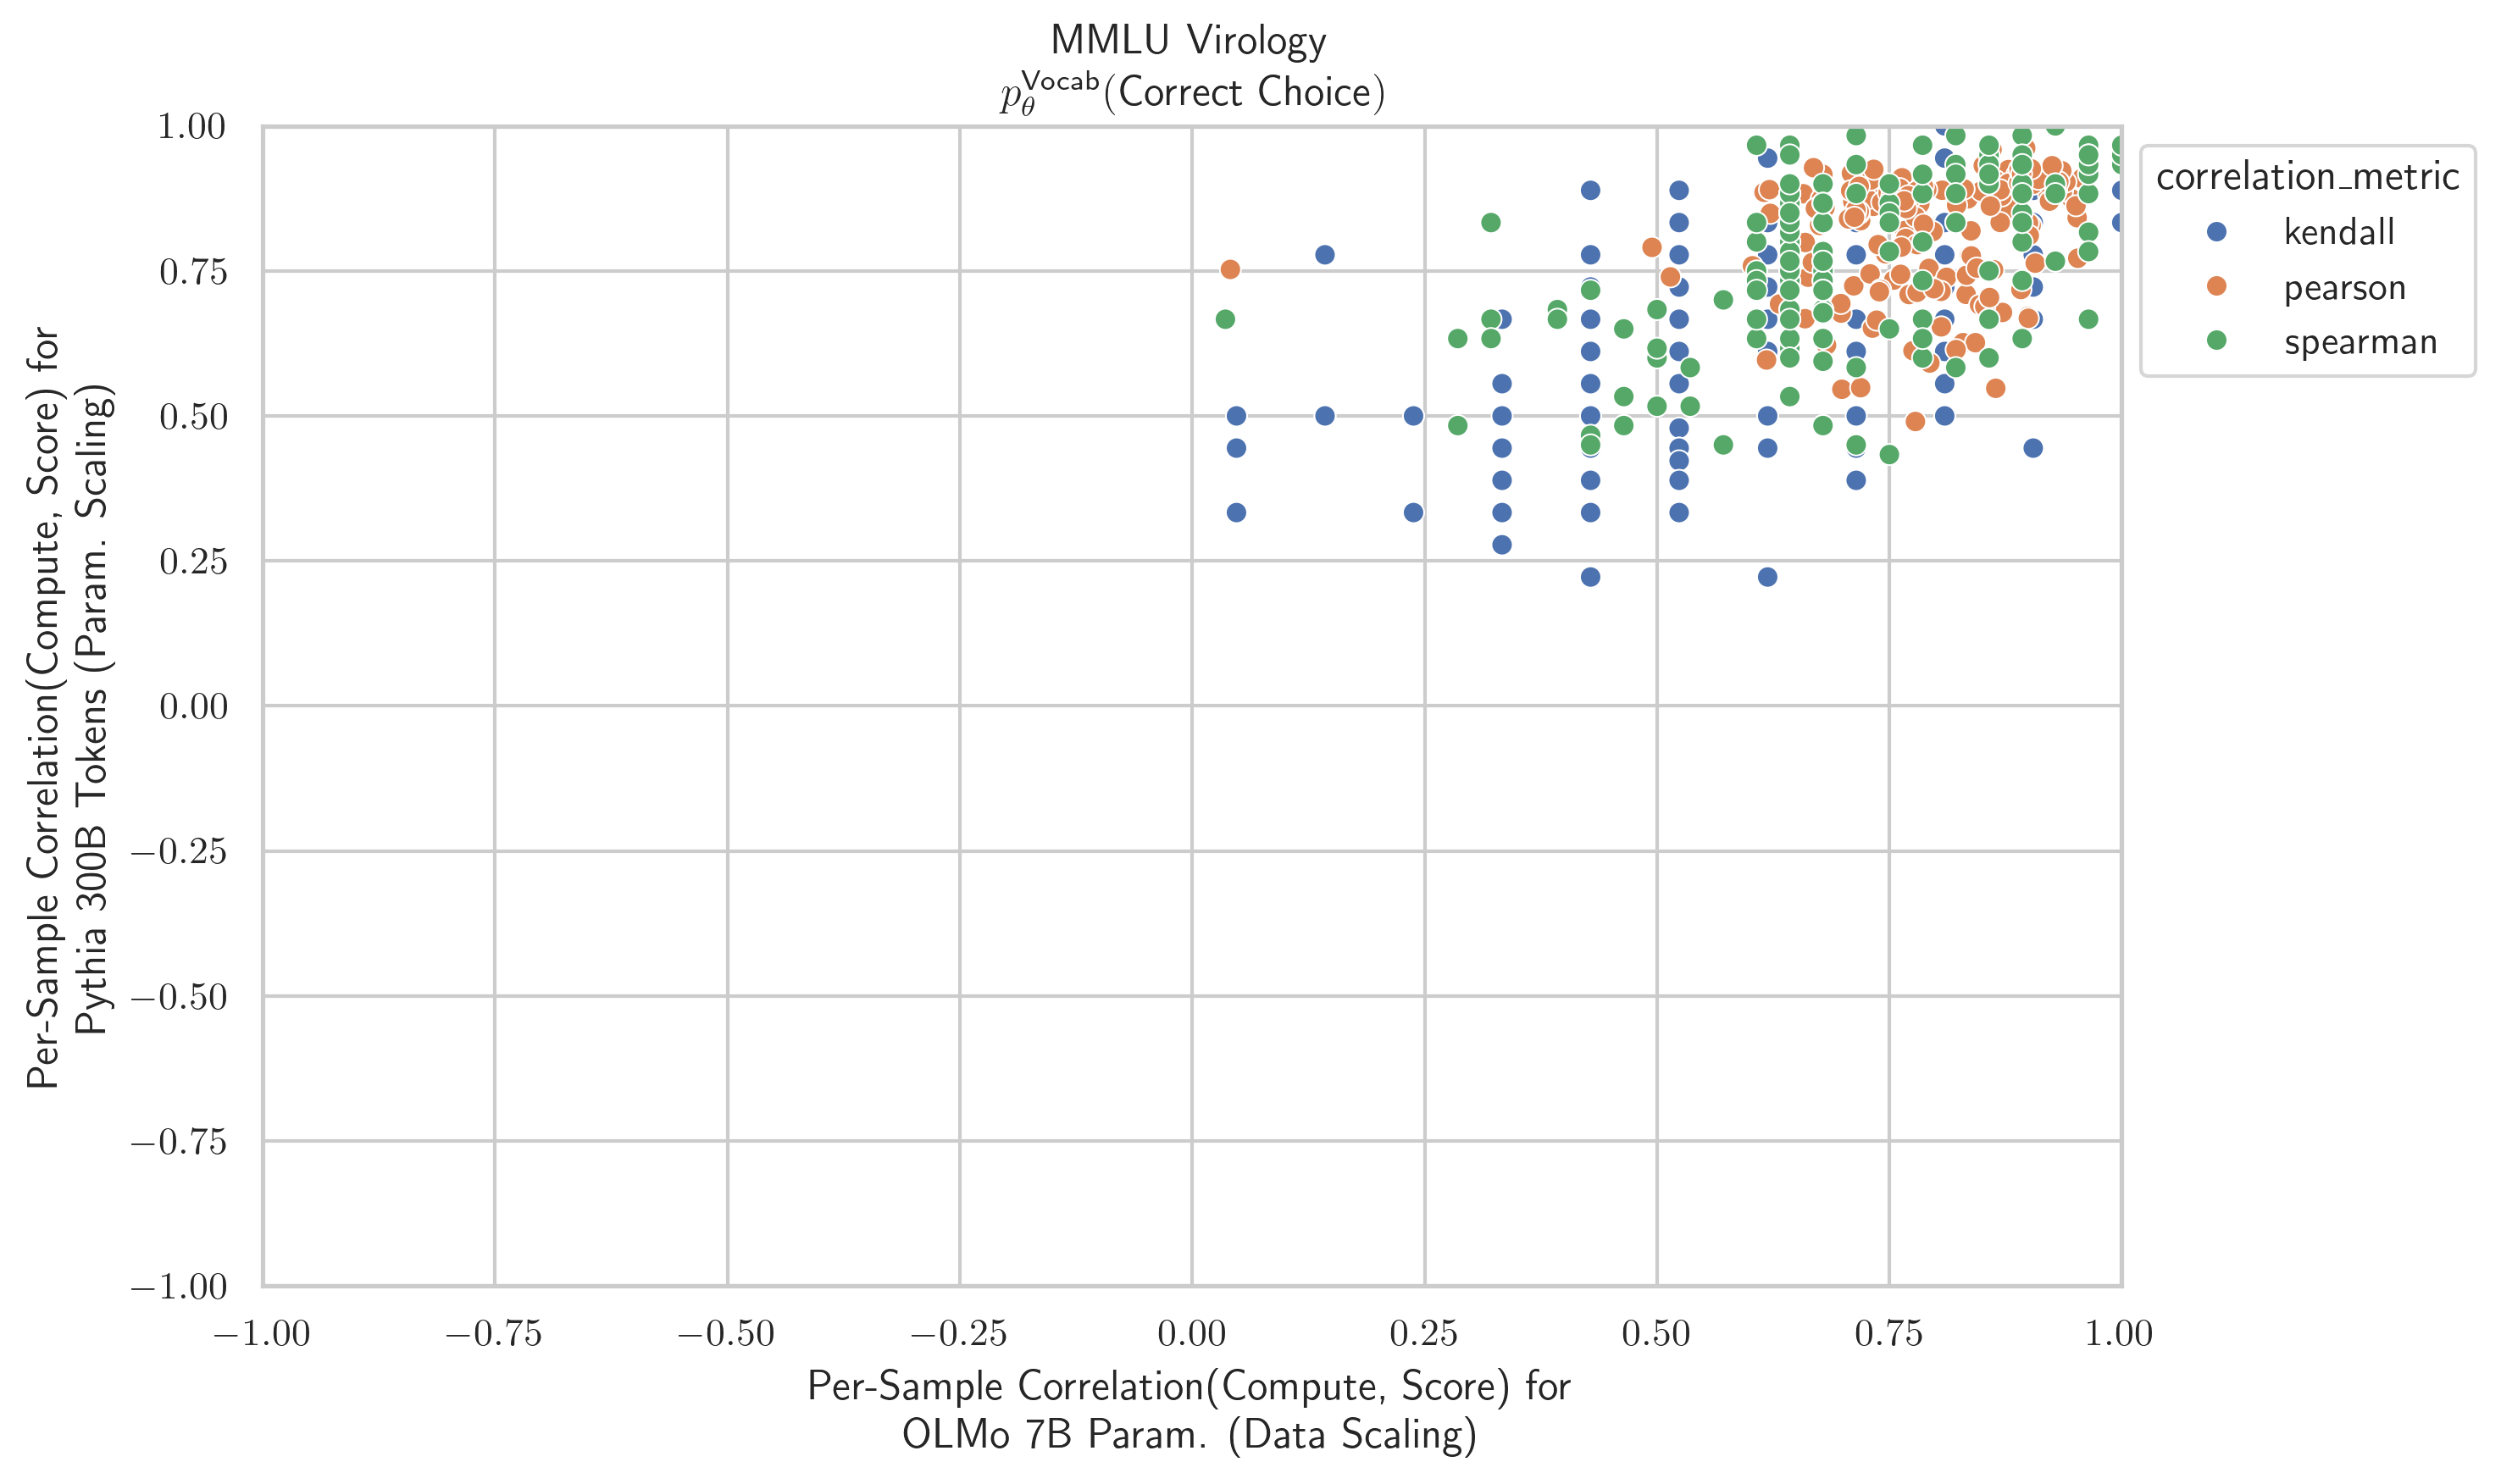 MMLU Virology
p_θ^Vocab(Correct Choice)
1.00
0.75
0.50
0.25
0.00
−0.25
−0.50
−0.75
−1.00
Per-Sample Correlation(Compute, Score) for
Pythia 300B Tokens (Param. Scaling)
correlation_metric
kendall
pearson
spearman
−1.00 −0.75 −0.50 −0.25 0.00 0.25 0.50 0.75 1.00
Per-Sample Correlation(Compute, Score) for
OLMo 7B Param. (Data Scaling)